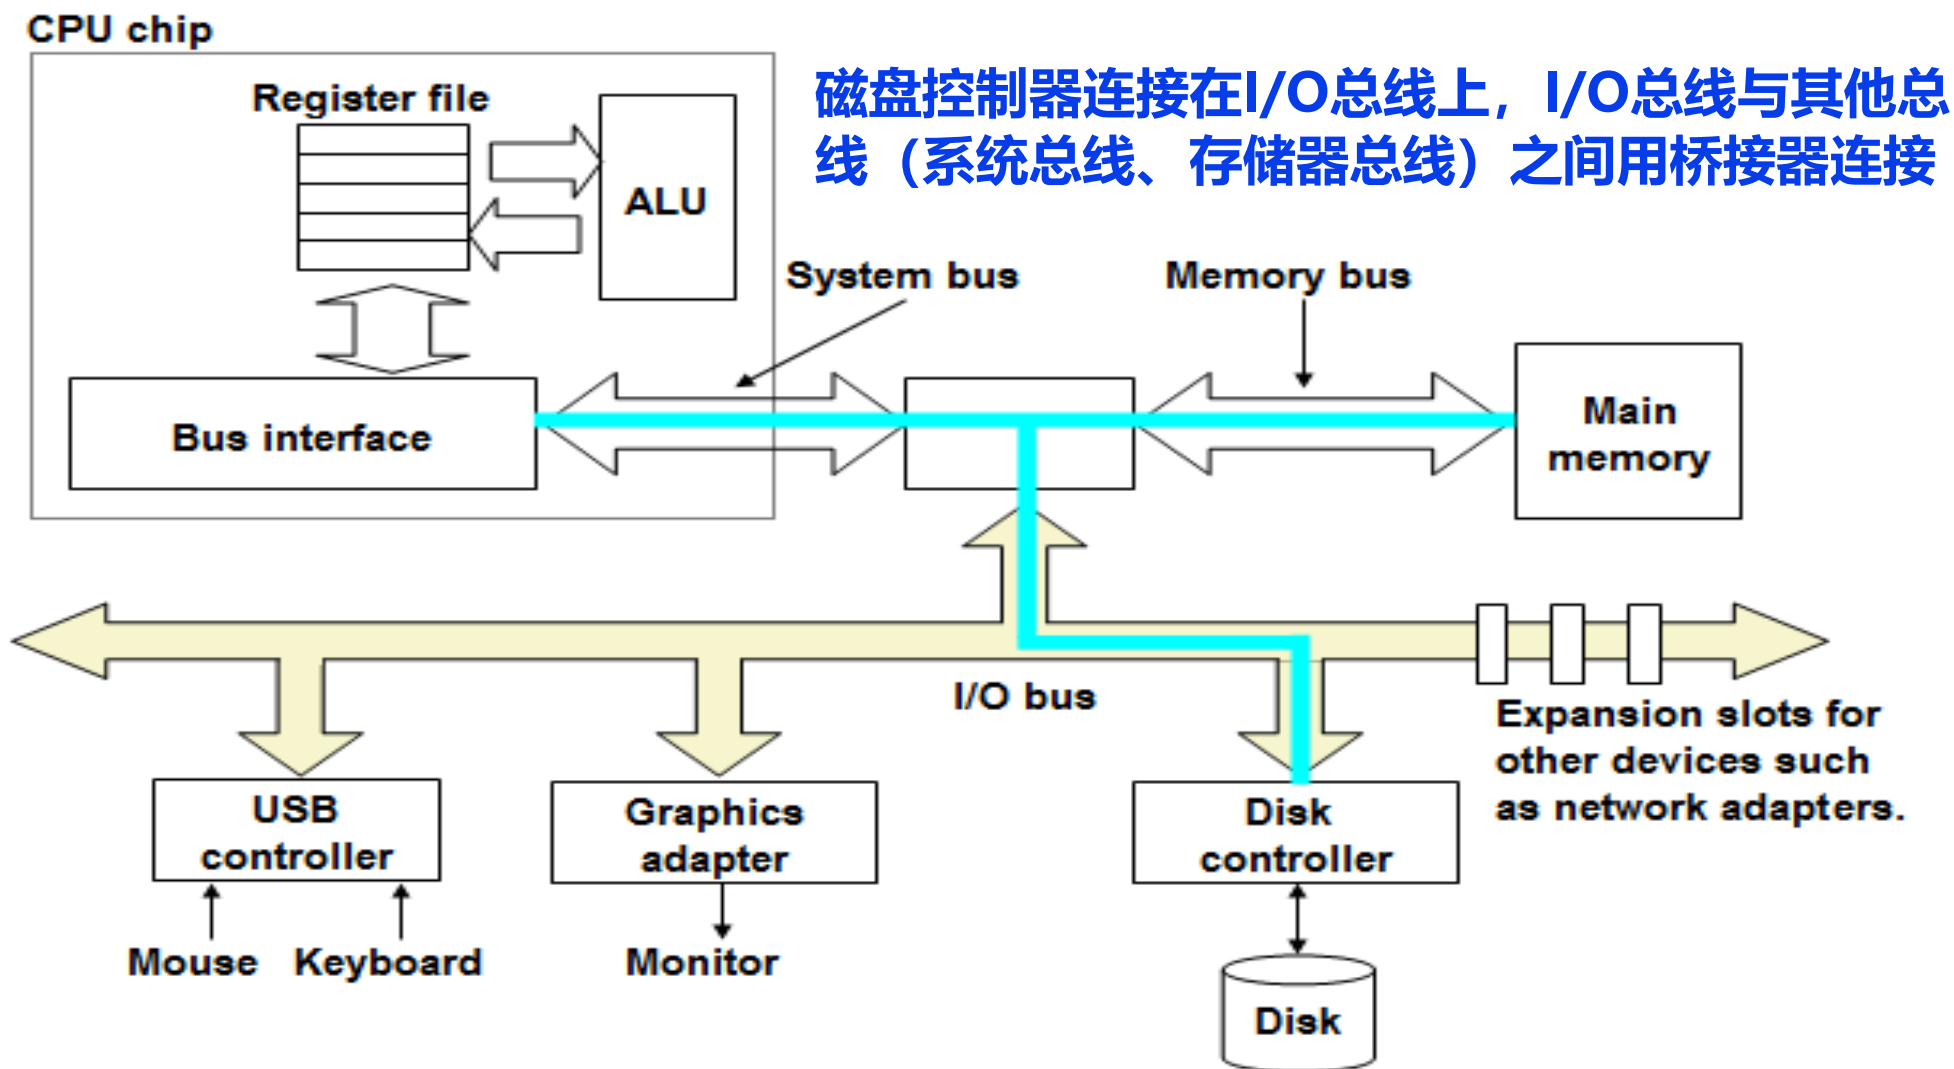 CPU chip
磁盘控制器连接在I/O总线上，I/O总线与其他总
线（系统总线、存储器总线）之间用桥接器连接
Register file
ALU
System bus
Memory bus
Bus interface
Main
memory
I/O bus
Expansion slots for
other devices such
as network adapters.
USB
controller
Graphics
adapter
Disk
controller
Mouse
Keyboard
Monitor
Disk